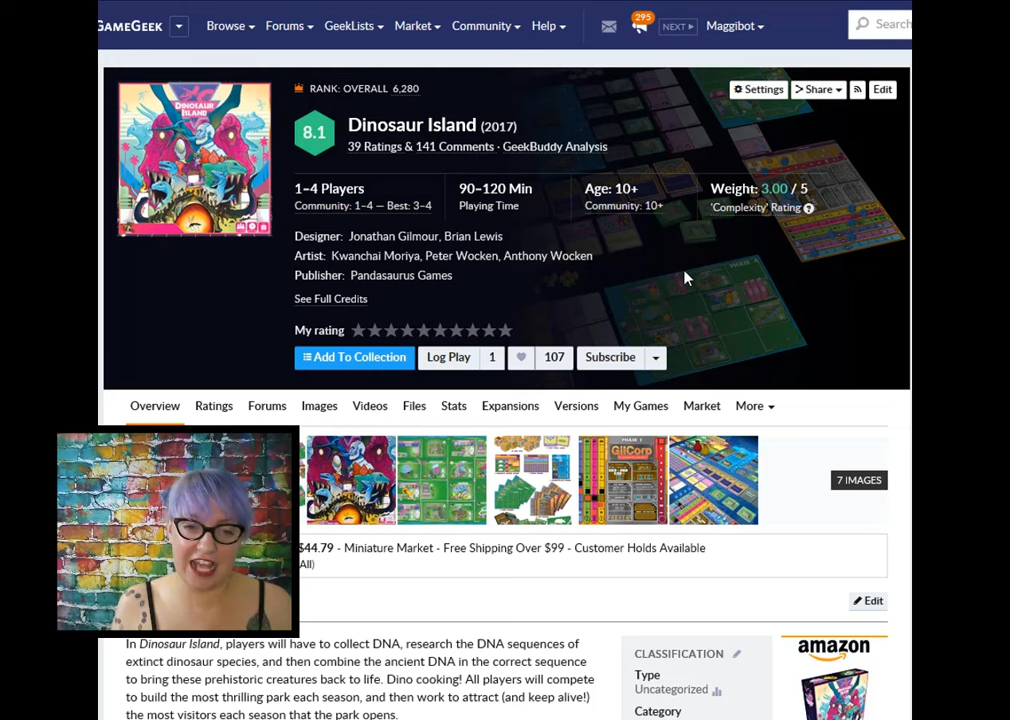 GAMEGEEK
Browse Forums GeekLists Market Community Help 295 NEXT Maggibot Search
DINOSAUR
ISLAND
RANK: OVERALL 6,280
Settings Share Edit
8.1
Dinosaur Island (2017)
39 Ratings & 141 Comments · GeekBuddy Analysis
1–4 Players 90–120 Min Age: 10+ Weight: 3.00 / 5
Community: 1–4 — Best: 3–4 Playing Time Community: 10+ 'Complexity' Rating ?
Designer: Jonathan Gilmour, Brian Lewis
Artist: Kwanchai Moriya, Peter Wocken, Anthony Wocken
Publisher: Pandasaurus Games
See Full Credits
My rating
Add To Collection Log Play 1 107 Subscribe
Overview Ratings Forums Images Videos Files Stats Expansions Versions My Games Market More
GilCorp
7 IMAGES
$44.79 - Miniature Market - Free Shipping Over $99 - Customer Holds Available
All)
Edit
In Dinosaur Island, players will have to collect DNA, research the DNA sequences of
extinct dinosaur species, and then combine the ancient DNA in the correct sequence
to bring these prehistoric creatures back to life. Dino cooking! All players will compete
to build the most thrilling park each season, and then work to attract (and keep alive!)
the most visitors each season that the park opens.
CLASSIFICATION
Type
Uncategorized
Category
amazon